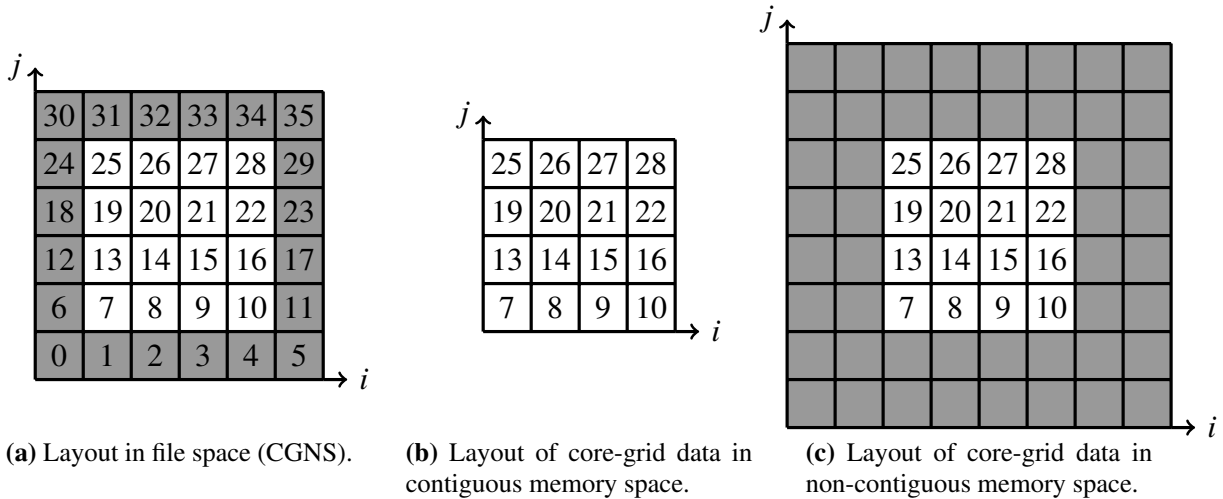 j
30 31 32 33 34 35
24 25 26 27 28 29
18 19 20 21 22 23
12 13 14 15 16 17
6 7 8 9 10 11
0 1 2 3 4 5
i
(a) Layout in file space (CGNS).
j
25 26 27 28
19 20 21 22
13 14 15 16
7 8 9 10
i
(b) Layout of core-grid data in
contiguous memory space.
j
25 26 27 28
19 20 21 22
13 14 15 16
7 8 9 10
i
(c) Layout of core-grid data in
non-contiguous memory space.